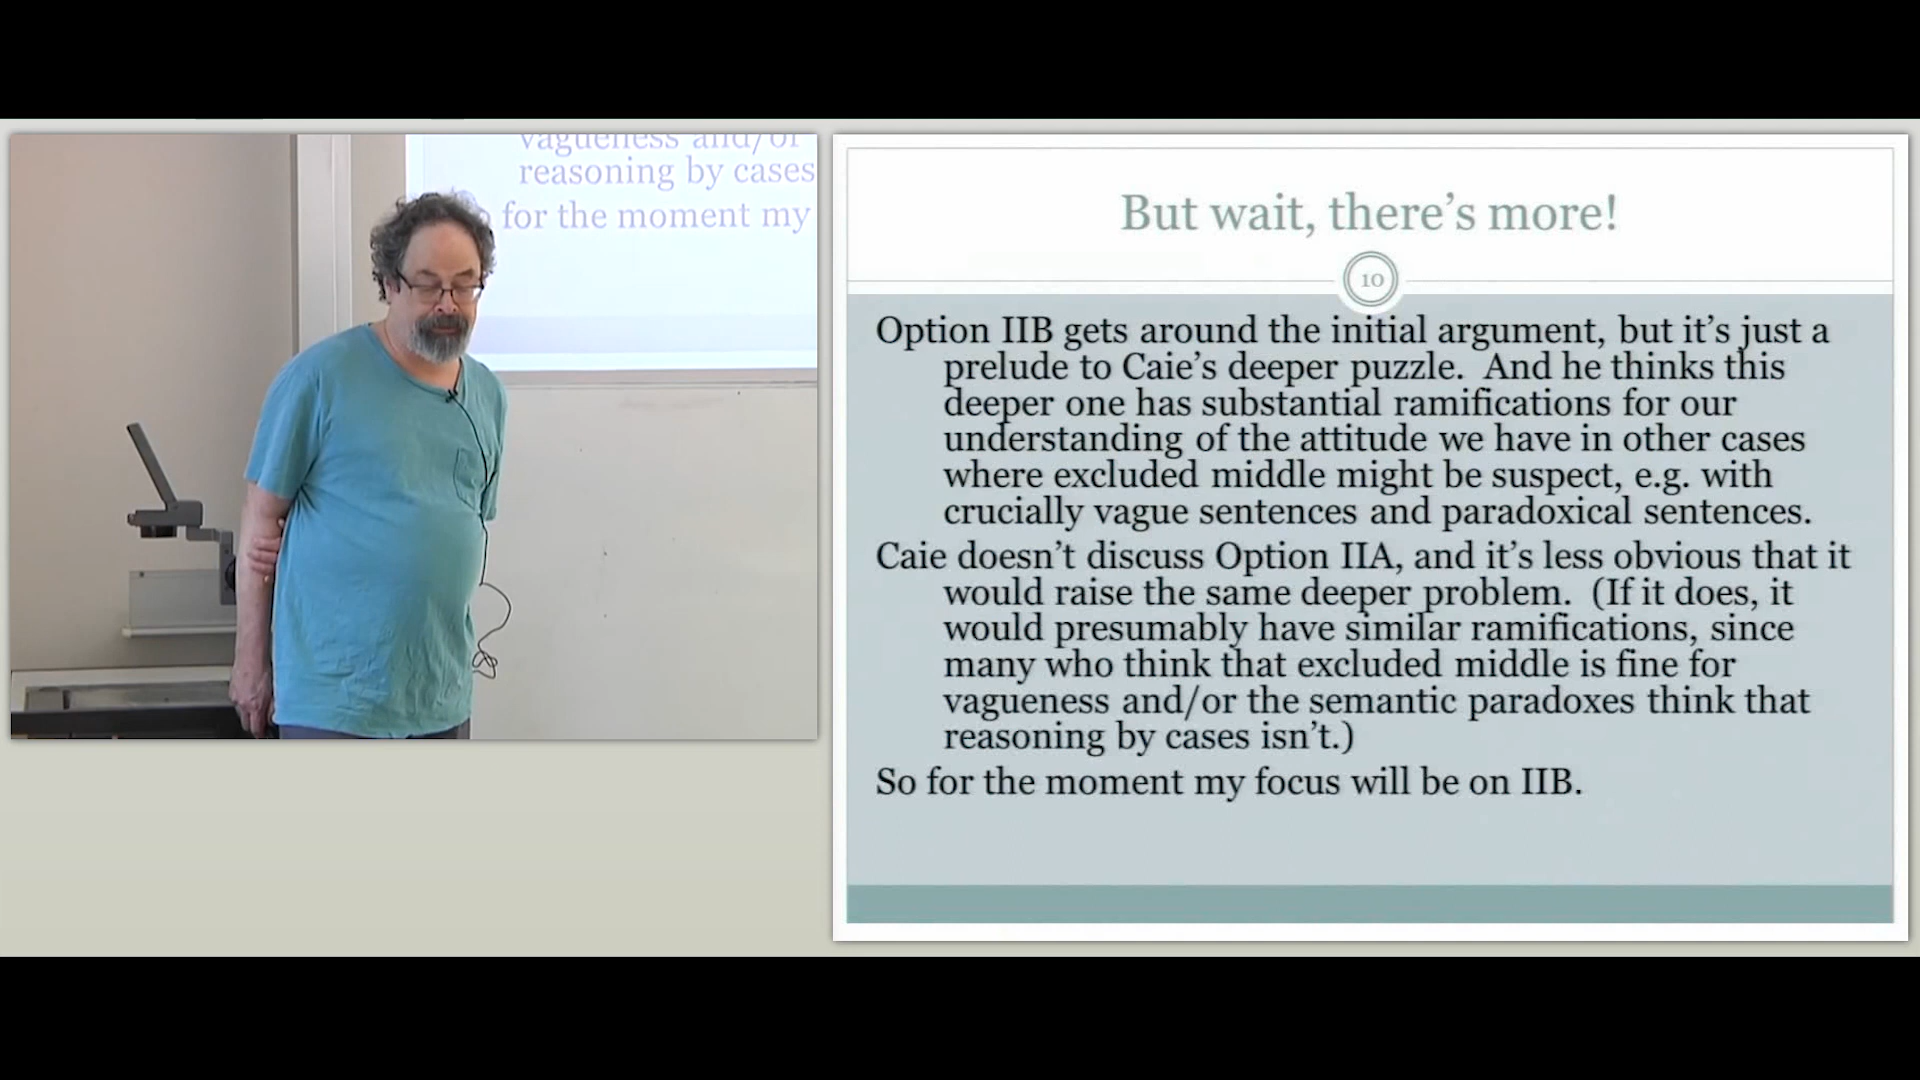 vagueness and/or
reasoning by cases
for the moment my
But wait, there's more!
10
Option IIB gets around the initial argument, but it's just a
prelude to Caie's deeper puzzle. And he thinks this
deeper one has substantial ramifications for our
understanding of the attitude we have in other cases
where excluded middle might be suspect, e.g. with
crucially vague sentences and paradoxical sentences.
Caie doesn't discuss Option IIA, and it's less obvious that it
would raise the same deeper problem. (If it does, it
would presumably have similar ramifications, since
many who think that excluded middle is fine for
vagueness and/or the semantic paradoxes think that
reasoning by cases isn't.)
So for the moment my focus will be on IIB.